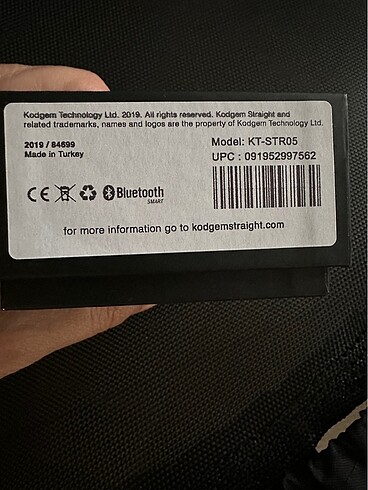 Kodgem Technology Ltd. 2019. All rights reserved. Kodgem Straight and
related trademarks, names and logos are the property of Kodgem Technology Ltd.
2019 / 84699
Made in Turkey
Model: KT-STR05
UPC : 091952997562
CE
Bluetooth
SMART
for more information go to kodgemstraight.com